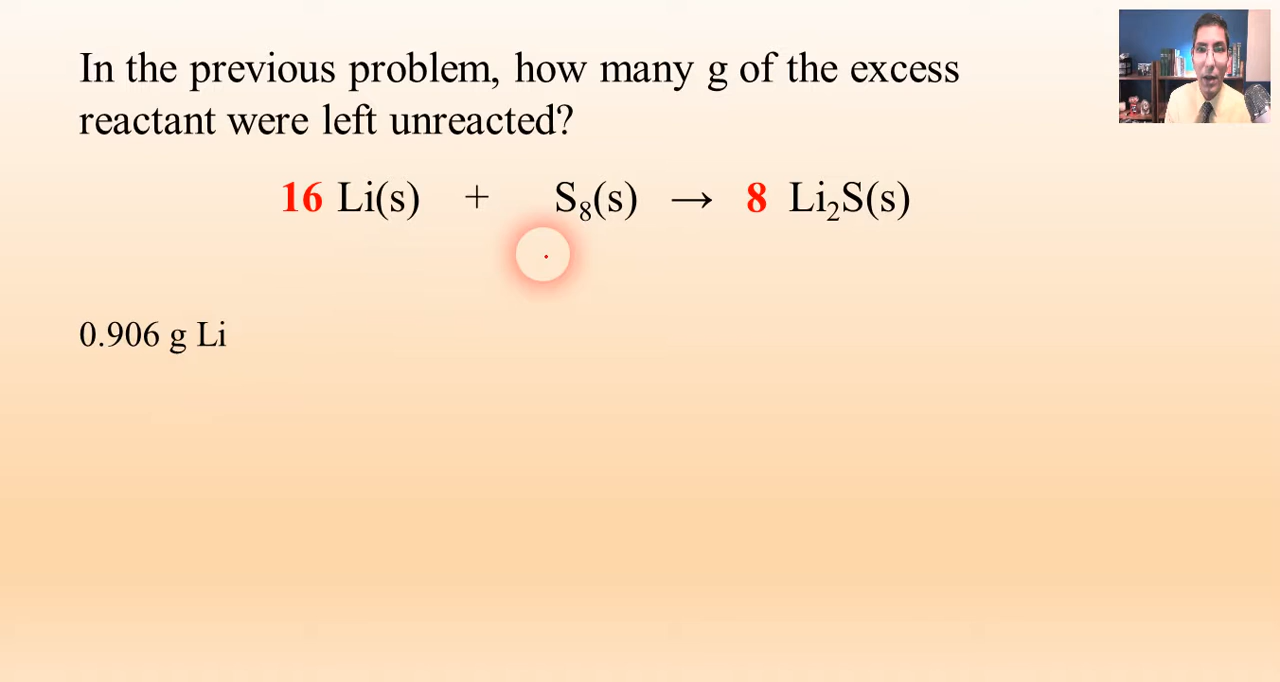 In the previous problem, how many g of the excess
reactant were left unreacted?
16 Li(s) + S₈(s) → 8 Li₂S(s)
0.906 g Li